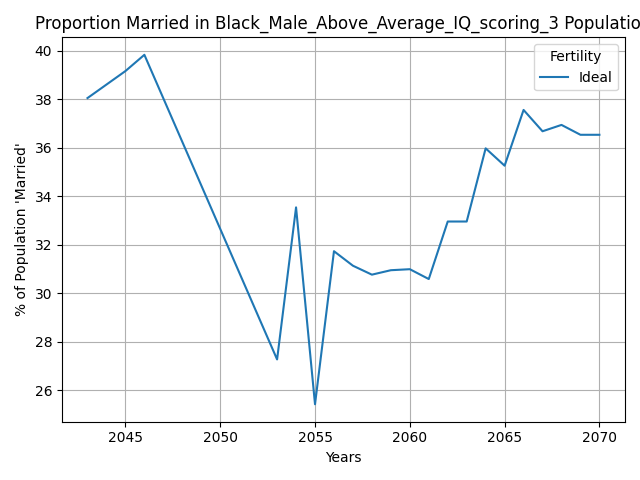 Proportion Married in Black_Male_Above_Average_IQ_scoring_3 Populatio
Fertility
Ideal
% of Population 'Married'
40
38
36
34
32
30
28
26
2045 2050 2055 2060 2065 2070
Years